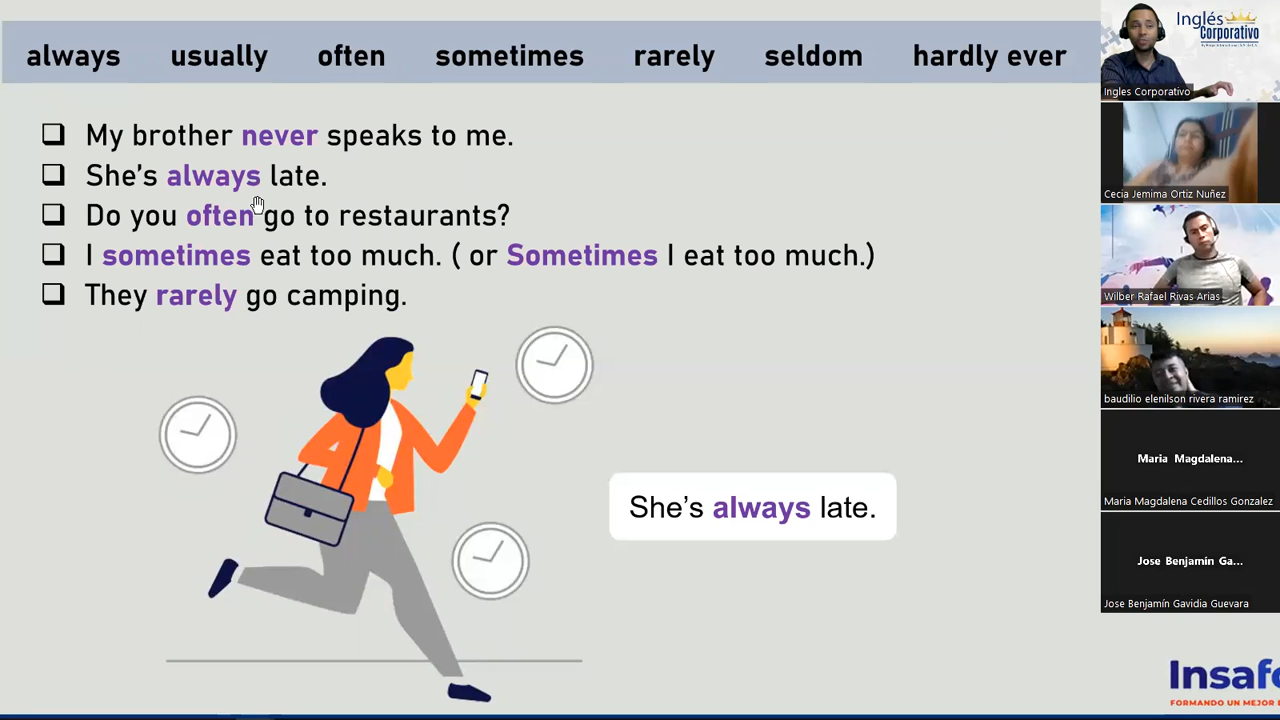 always usually often sometimes rarely seldom hardly ever
My brother never speaks to me.
She's always late.
Do you often go to restaurants?
I sometimes eat too much. ( or Sometimes I eat too much.)
They rarely go camping.
She's always late.
Inglés
Corporativo
Ingles Corporativo
Cecia Jemima Ortiz Nuñez
Wilber Rafael Rivas Arias
baudilio elenilson rivera ramirez
Maria Magdalena...
Maria Magdalena Cedillos Gonzalez
Jose Benjamín Ga...
Jose Benjamín Gavidia Guevara
Insafo
FORMANDO UN MEJOR